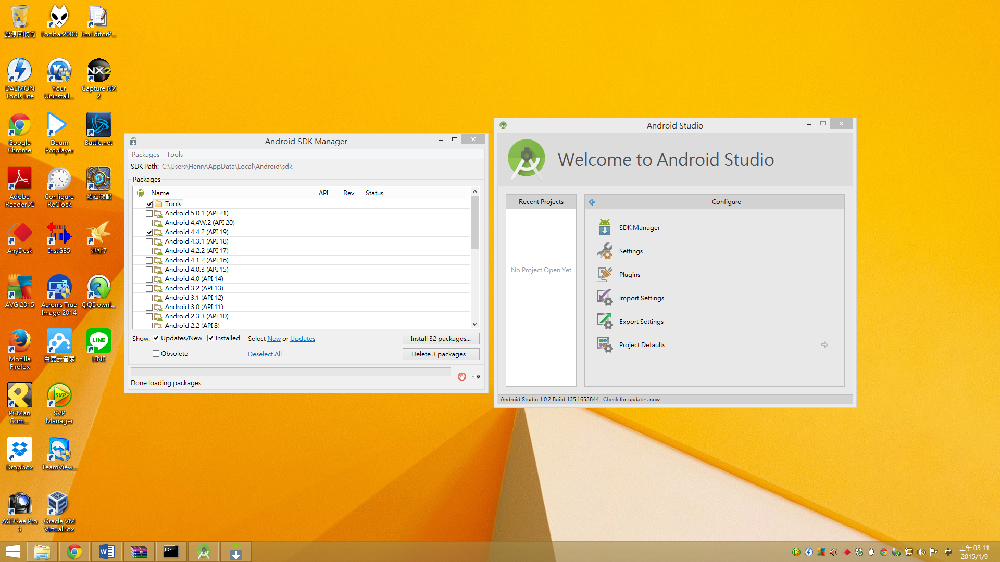 資源回收筒
Foobar2000
EmEditorP...
DAEMON
Tools Lite
Your
Uninstall...
Capture NX
2
Google
Chrome
Daum
Potplayer
Battle.net
Adobe
Reader XI
Configure
ReClock
爐石戰記
AnyDesk
InstGB5
迅雷7
AVG 2015
Acronis True
Image 2014
QQDownl...
Mozilla
Firefox
百度云管家
LINE
PCMan
Com...
SVP
Manager
Dropbox
TeamView...
ACDSee Pro
3
Oracle VM
VirtualBox
Android SDK Manager
Packages Tools
SDK Path: C:\Users\Henry\AppData\Local\Android\sdk
Packages
Name API Rev. Status
Tools
Android 5.0.1 (API 21)
Android 4.4W.2 (API 20)
Android 4.4.2 (API 19)
Android 4.3.1 (API 18)
Android 4.2.2 (API 17)
Android 4.1.2 (API 16)
Android 4.0.3 (API 15)
Android 4.0 (API 14)
Android 3.2 (API 13)
Android 3.1 (API 12)
Android 3.0 (API 11)
Android 2.3.3 (API 10)
Android 2.2 (API 8)
Show: Updates/New Installed Select New or Updates Install 32 packages...
Obsolete Deselect All Delete 3 packages...
Done loading packages.
Android Studio
Welcome to Android Studio
Recent Projects
No Project Open Yet
Configure
SDK Manager
Settings
Plugins
Import Settings
Export Settings
Project Defaults
Android Studio 1.0.2 Build 135.1653844. Check for updates now.
中
上午 03:11
2015/1/9